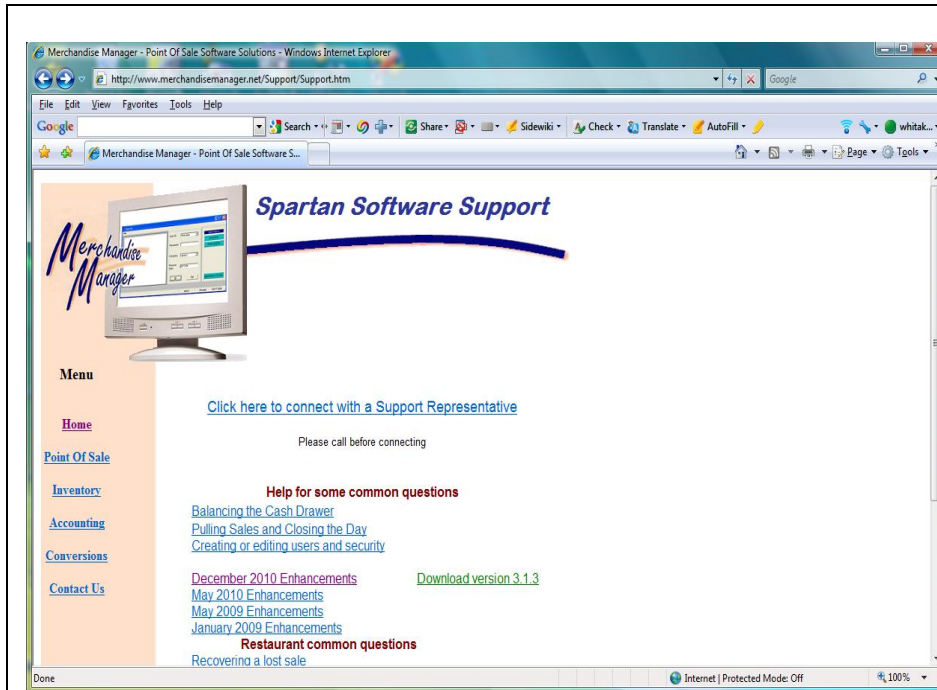 Merchandise Manager - Point Of Sale Software Solutions - Windows Internet Explorer
http://www.merchandisemanager.net/Support/Support.htm
Google
File Edit View Favorites Tools Help
Google Search Share Sidewiki Check Translate AutoFill whitak...
Merchandise Manager - Point Of Sale Software S...
Page Tools
Spartan Software Support
Merchandise
Manager
Menu
Click here to connect with a Support Representative
Home
Please call before connecting
Point Of Sale
Inventory
Help for some common questions
Balancing the Cash Drawer
Accounting
Pulling Sales and Closing the Day
Creating or editing users and security
Conversions
December 2010 Enhancements Download version 3.1.3
Contact Us
May 2010 Enhancements
May 2009 Enhancements
January 2009 Enhancements
Restaurant common questions
Recovering a lost sale
Done Internet | Protected Mode: Off 100%